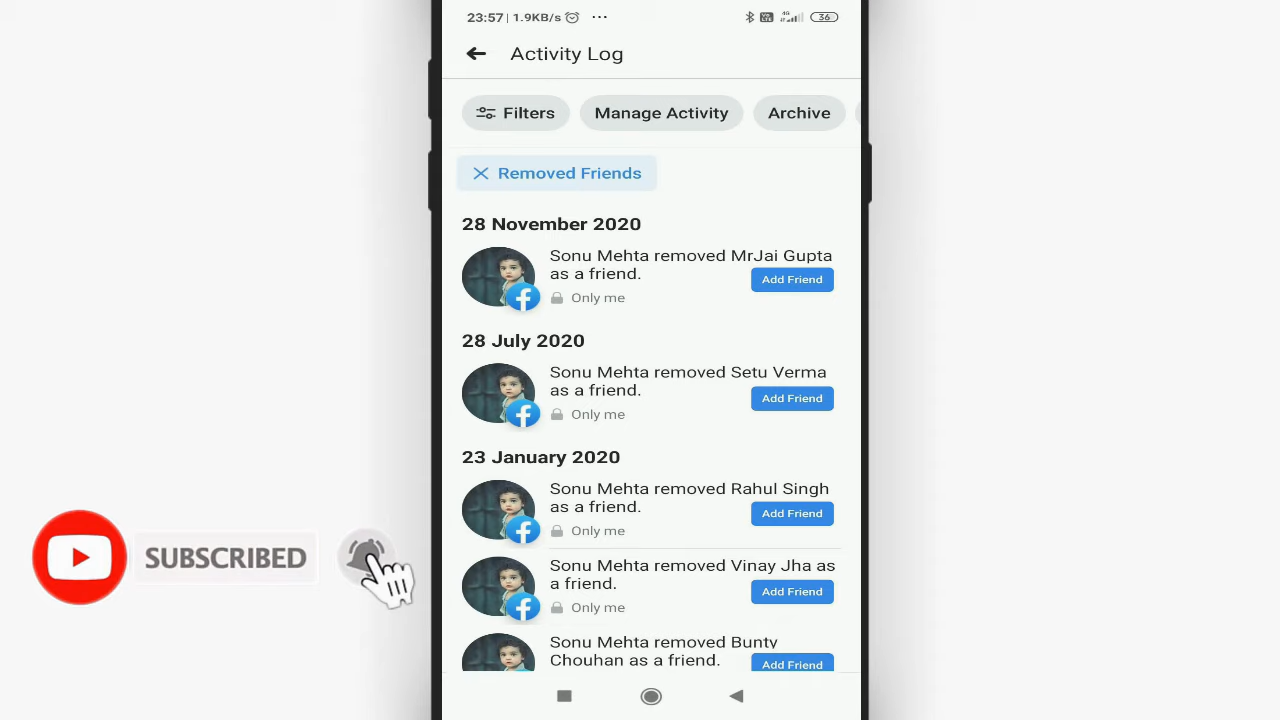 23:57 | 1.9KB/s ...
4G 36
Activity Log
Filters Manage Activity Archive
Removed Friends
28 November 2020
Sonu Mehta removed MrJai Gupta
as a friend.
Add Friend
Only me
28 July 2020
Sonu Mehta removed Setu Verma
as a friend.
Add Friend
Only me
23 January 2020
Sonu Mehta removed Rahul Singh
as a friend.
Add Friend
Only me
Sonu Mehta removed Vinay Jha as
a friend.
Add Friend
Only me
Sonu Mehta removed Bunty
Chouhan as a friend.
Add Friend
SUBSCRIBED